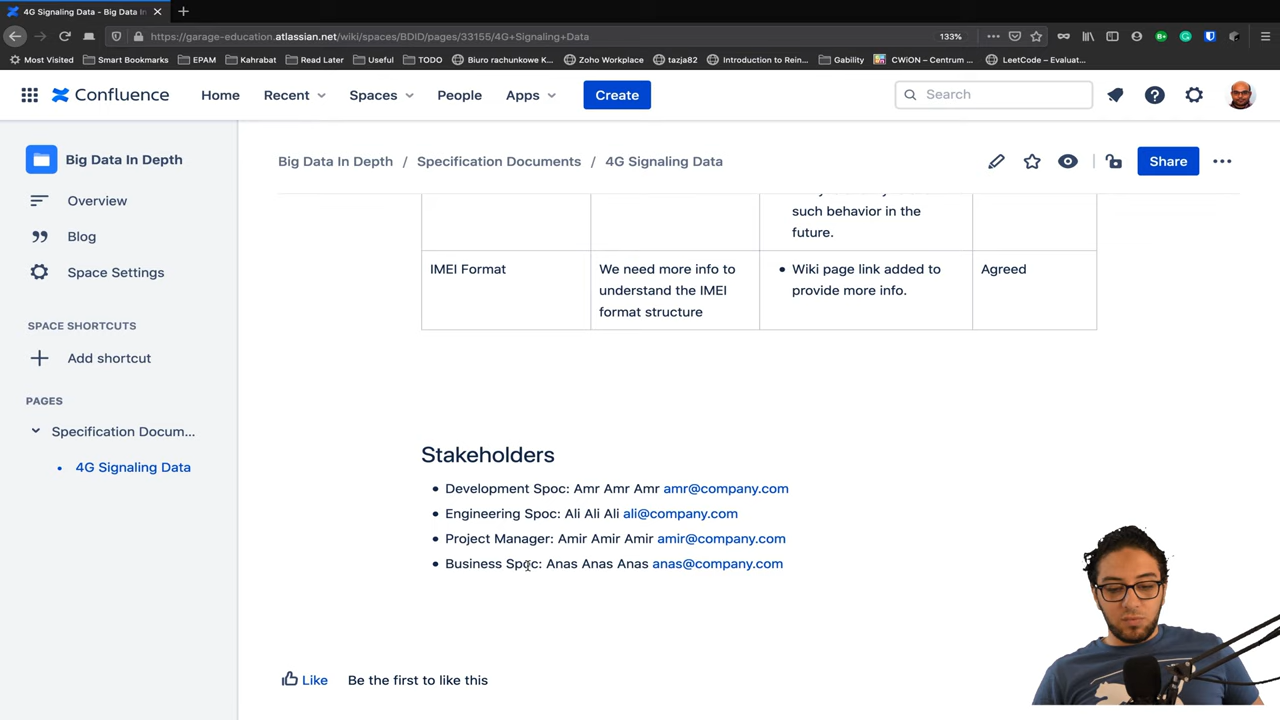 4G Signaling Data - Big Data In
https://garage-education.atlassian.net/wiki/spaces/BDID/pages/33155/4G+Signaling+Data
133%
Most Visited
Smart Bookmarks
EPAM
Kahrabat
Read Later
Useful
TODO
Biuro rachunkowe K...
Zoho Workplace
tazja82
Introduction to Rein...
Gability
CWiON – Centrum ...
LeetCode – Evaluat...
Confluence
Home
Recent
Spaces
People
Apps
Create
Search
Big Data In Depth
Overview
Blog
Space Settings
SPACE SHORTCUTS
Add shortcut
PAGES
Specification Docum...
4G Signaling Data
Big Data In Depth / Specification Documents / 4G Signaling Data
Share
such behavior in the
future.
IMEI Format
We need more info to
understand the IMEI
format structure
Wiki page link added to
provide more info.
Agreed
Stakeholders
Development Spoc: Amr Amr Amr amr@company.com
Engineering Spoc: Ali Ali Ali ali@company.com
Project Manager: Amir Amir Amir amir@company.com
Business Spoc: Anas Anas Anas anas@company.com
Like
Be the first to like this